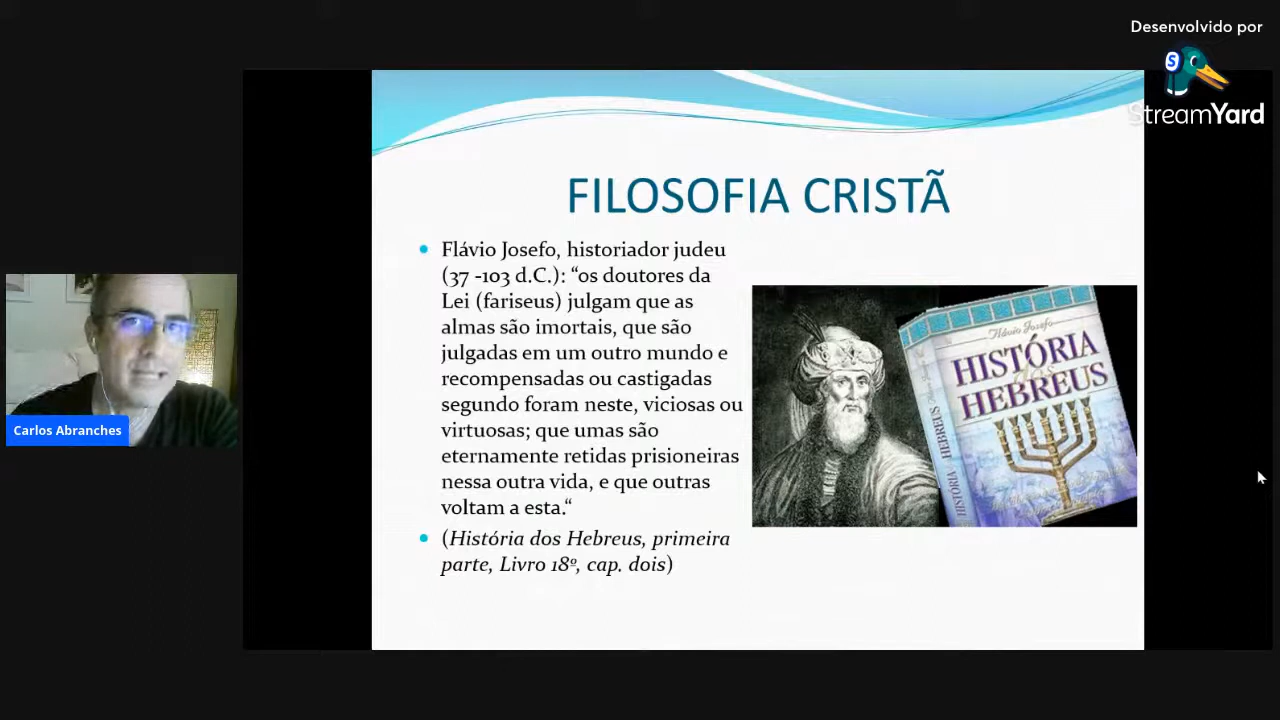 Desenvolvido por
S
StreamYard
FILOSOFIA CRISTÃ
Flávio Josefo, historiador judeu
(37 -103 d.C.): “os doutores da
Lei (fariseus) julgam que as
almas são imortais, que são
julgadas em um outro mundo e
recompensadas ou castigadas
segundo foram neste, viciosas ou
virtuosas; que umas são
eternamente retidas prisioneiras
nessa outra vida, e que outras
voltam a esta.“
(História dos Hebreus, primeira
parte, Livro 18º, cap. dois)
Flávio Josefo
HISTÓRIA
dos
HEBREUS
HISTÓRIA HEBREUS
Carlos Abranches